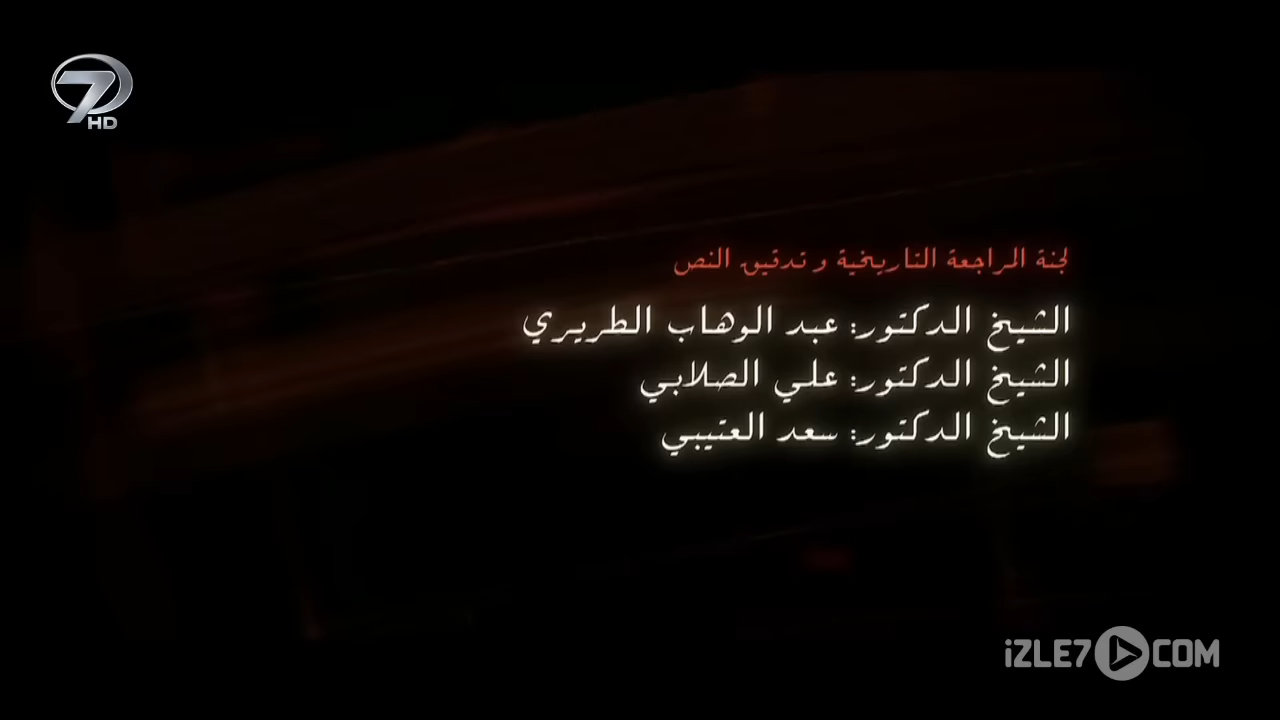 7
HD
لجنة المراجعة التاريخية و تدقيق النص
الشيخ الدكتور: عبد الوهاب الطريري
الشيخ الدكتور: علي الصلابي
الشيخ الدكتور: سعد العتيبي
iZLE7 COM